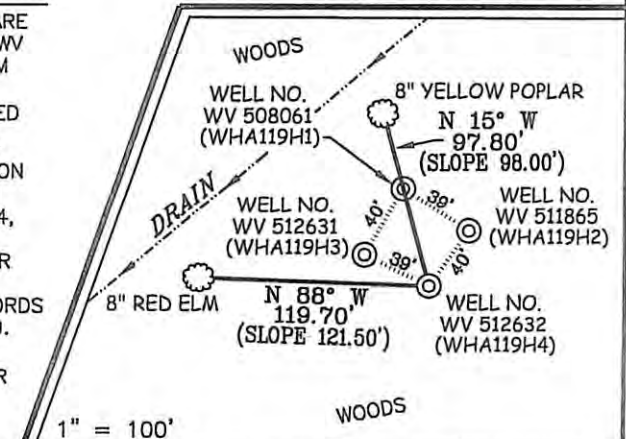 ARE
WV
M
ED
ON
4,
R
ORDS
).
R
WOODS
WELL NO.
WV 508061
(WHA119H1)
8" YELLOW POPLAR
N 15° W
97.80'
(SLOPE 98.00')
DRAIN
WELL NO.
WV 512631
(WHA119H3)
40'
39'
WELL NO.
WV 511865
(WHA119H2)
39'
40'
8" RED ELM
N 88° W
119.70'
(SLOPE 121.50')
WELL NO.
WV 512632
(WHA119H4)
WOODS
1" = 100'